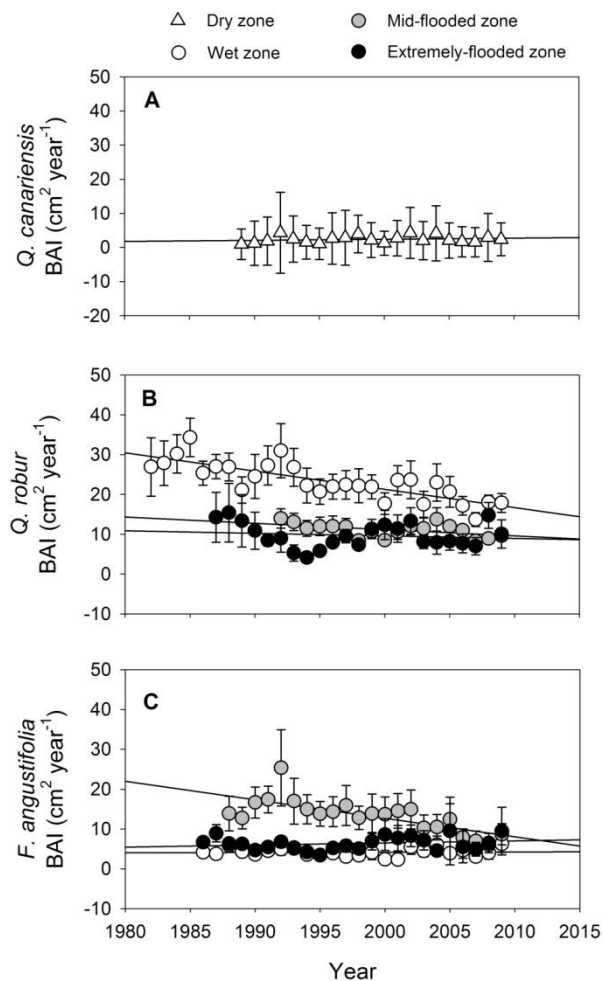 Dry zone Mid-flooded zone
Wet zone Extremely-flooded zone
A
Q. canariensis
BAI (cm² year⁻¹)
50
40
30
20
10
0
-10
-20
B
Q. robur
BAI (cm² year⁻¹)
50
40
30
20
10
0
-10
C
F. angustifolia
BAI (cm² year⁻¹)
50
40
30
20
10
0
-10
1980 1985 1990 1995 2000 2005 2010 2015
Year